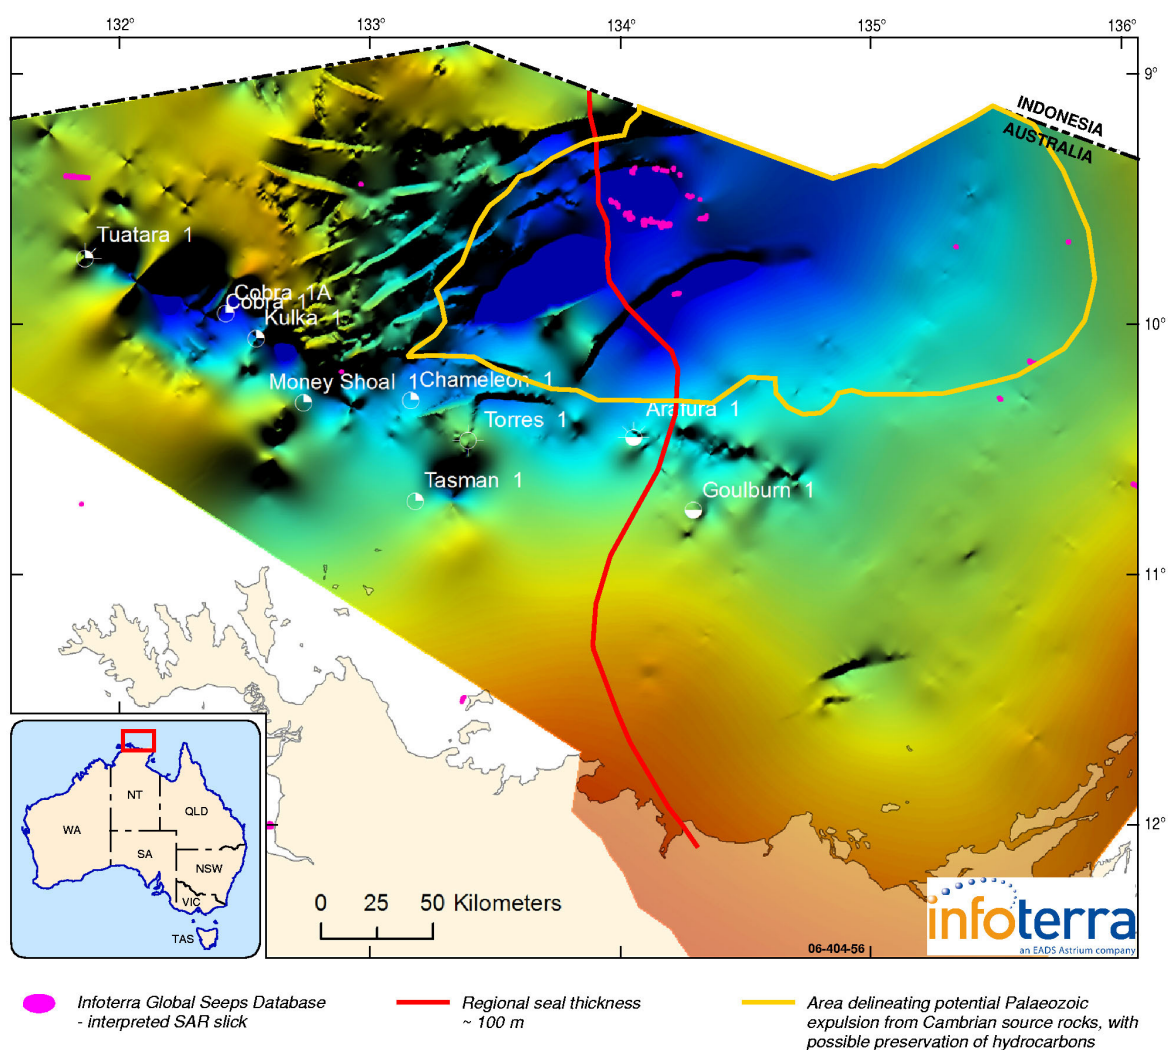 132°
133°
134°
135°
136°
9°
INDONESIA
AUSTRALIA
Tuatara 1
Cobra 1A
Cobra 1
Kulka 1
10°
Money Shoal 1
Chameleon 1
Torres 1
Arafura 1
Tasman 1
Goulburn 1
11°
12°
NT
QLD
WA
SA
NSW
VIC
TAS
0 25 50 Kilometers
06-404-56
infoterra
an EADS Astrium company
Infoterra Global Seeps Database
- interpreted SAR slick
Regional seal thickness
~ 100 m
Area delineating potential Palaeozoic
expulsion from Cambrian source rocks, with
possible preservation of hydrocarbons